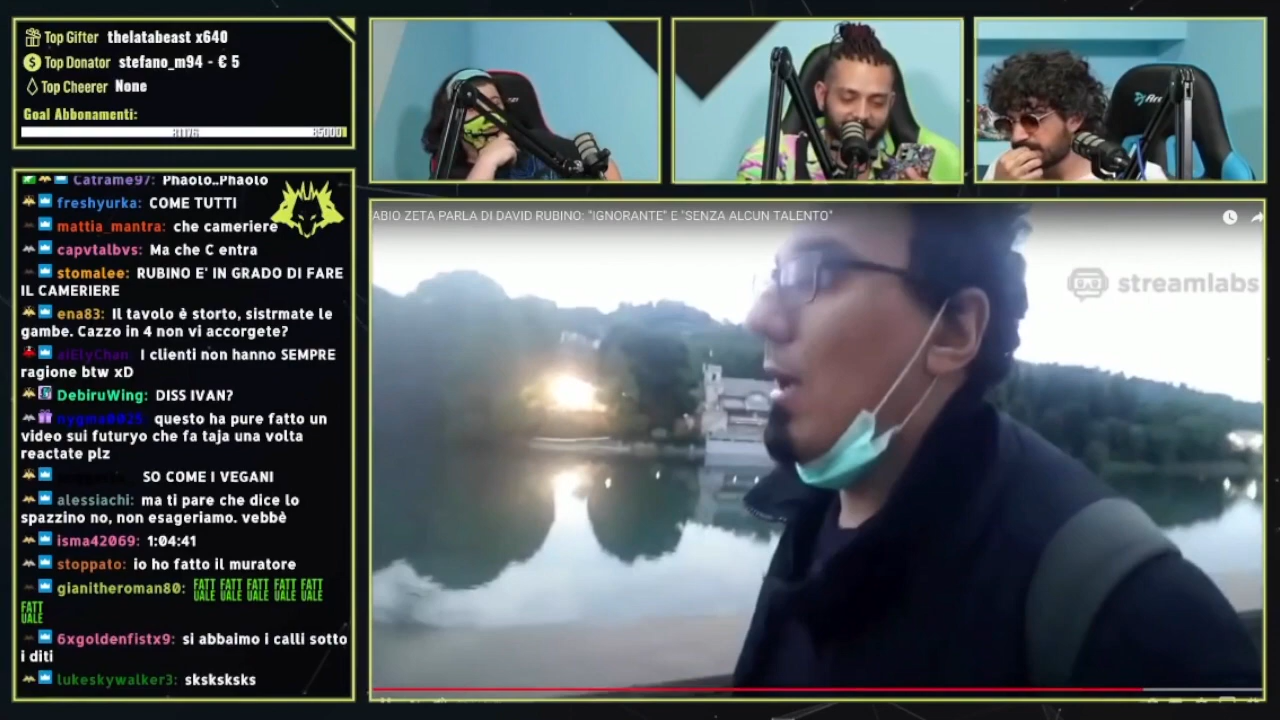 Top Gifter thelatabeast x640
Top Donator stefano_m94 - € 5
Top Cheerer None
Goal Abbonamenti:
85000
Catrame97: Phaolo..Phaolo
freshyurka: COME TUTTI
mattia_mantra: che cameriere
capvtalbvs: Ma che C entra
stomalee: RUBINO E' IN GRADO DI FARE
IL CAMERIERE
ena83: Il tavolo è storto, sistrmate le
gambe. Cazzo in 4 non vi accorgete?
alElyChan: I clienti non hanno SEMPRE
ragione btw xD
DebiruWing: DISS IVAN?
nygma0025: questo ha pure fatto un
video sui futuryo che fa taja una volta
reactate plz
SO COME I VEGANI
alessiachi: ma ti pare che dice lo
spazzino no, non esageriamo. vebbè
isma42069: 1:04:41
stoppato: io ho fatto il muratore
gianitheroman80: FATT UALE FATT UALE FATT UALE FATT UALE FATT UALE
FATT UALE
6xgoldenfistx9: si abbaimo i calli sotto
i diti
lukeskywalker3: sksksksks
ABIO ZETA PARLA DI DAVID RUBINO: "IGNORANTE" E "SENZA ALCUN TALENTO"
streamlabs